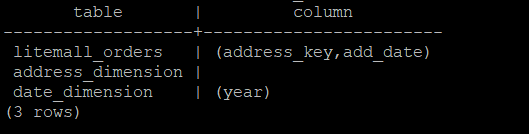 table | column
-------------------+------------------------
litemall_orders | (address_key,add_date)
address_dimension |
date_dimension | (year)
(3 rows)